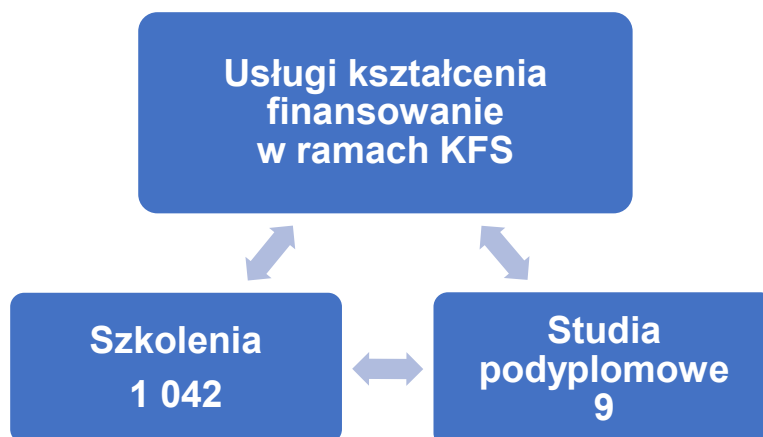 Usługi kształcenia
finansowanie
w ramach KFS
Szkolenia
1 042
Studia
podyplomowe
9